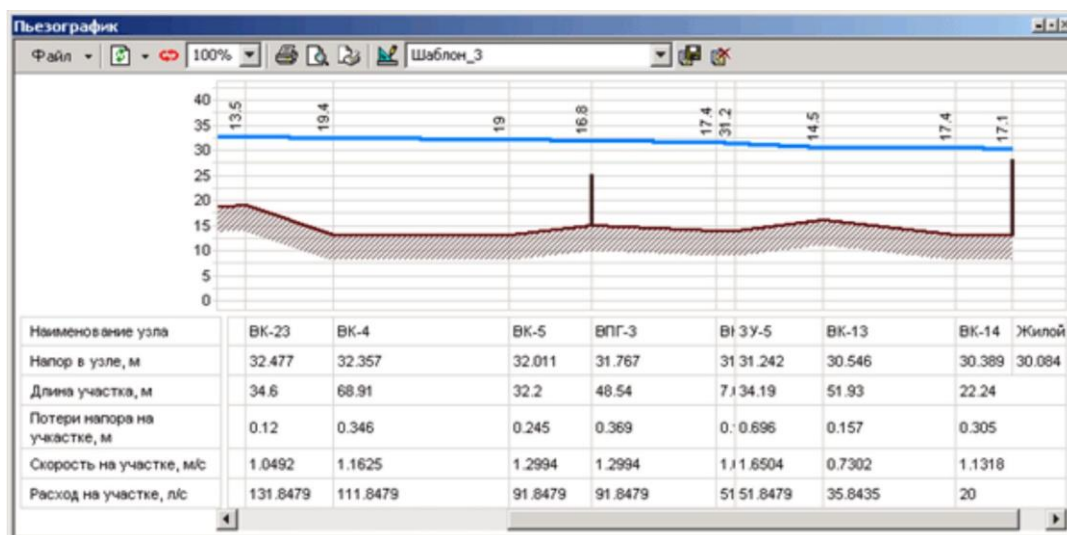 Пьезографик
Файл 100% Шаблон_3
13.5 19.4 19 16.8 17.4 31.2 14.5 17.4 17.1
40
35
30
25
20
15
10
5
0
Наименование узла ВК-23 ВК-4 ВК-5 ВПГ-3 ЗУ-5 ВК-13 ВК-14 Жилой
Напор в узле, м 32.477 32.357 32.011 31.767 31 31.242 30.546 30.389 30.084
Длина участка, м 34.6 68.91 32.2 48.54 34.19 51.93 22.24
Потери напора на
учкастке, м
0.12 0.346 0.245 0.369 0.696 0.157 0.305
Скорость на участке, м/с 1.0492 1.1625 1.2994 1.2994 1.6504 0.7302 1.1318
Расход на участке, л/с 131.8479 111.8479 91.8479 91.8479 51 51.8479 35.8435 20